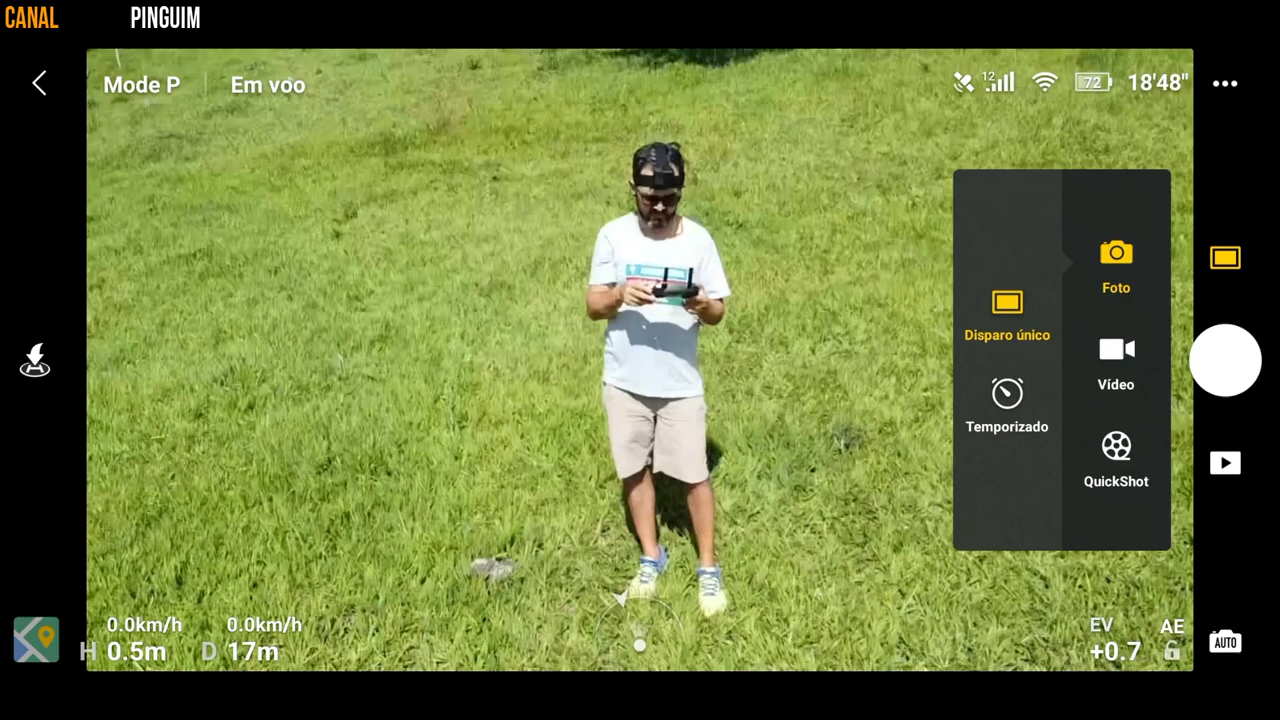 CANAL PINGUIM
Mode P Em voo 12 72 18'48"
Foto
Disparo único
Vídeo
Temporizado
QuickShot
0.0km/h 0.0km/h
H 0.5m D 17m
EV AE
+0.7
AUTO